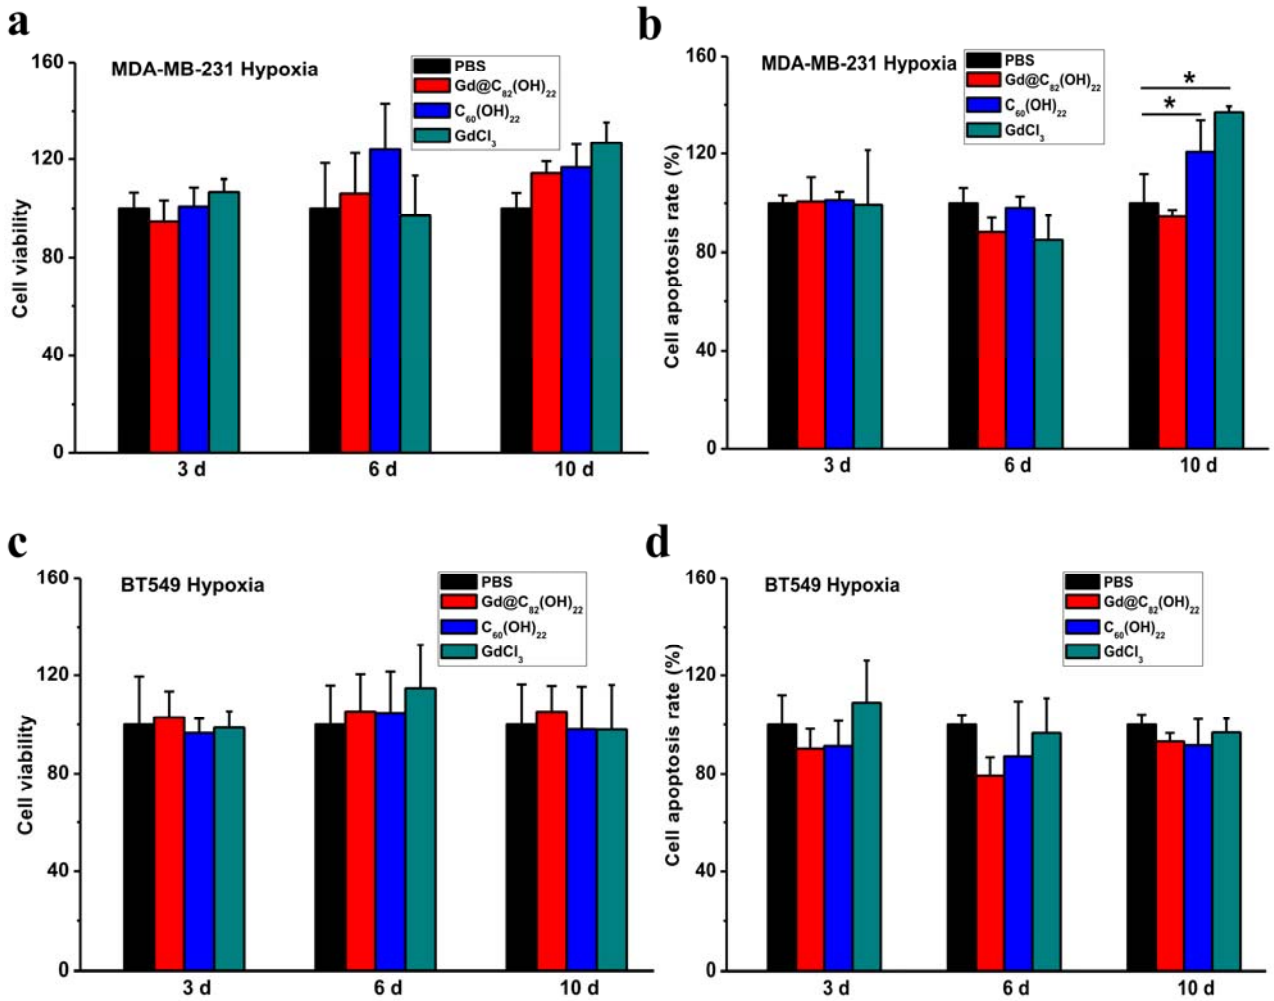 a
MDA-MB-231 Hypoxia
PBS
Gd@C82(OH)22
C60(OH)22
GdCl3
Cell viability
160
120
80
40
0
3 d
6 d
10 d
b
MDA-MB-231 Hypoxia
PBS
Gd@C82(OH)22
C60(OH)22
GdCl3
*
*
Cell apoptosis rate (%)
160
120
80
40
0
3 d
6 d
10 d
c
BT549 Hypoxia
PBS
Gd@C82(OH)22
C60(OH)22
GdCl3
Cell viability
160
120
80
40
0
3 d
6 d
10 d
d
BT549 Hypoxia
PBS
Gd@C82(OH)22
C60(OH)22
GdCl3
Cell apoptosis rate (%)
160
120
80
40
0
3 d
6 d
10 d